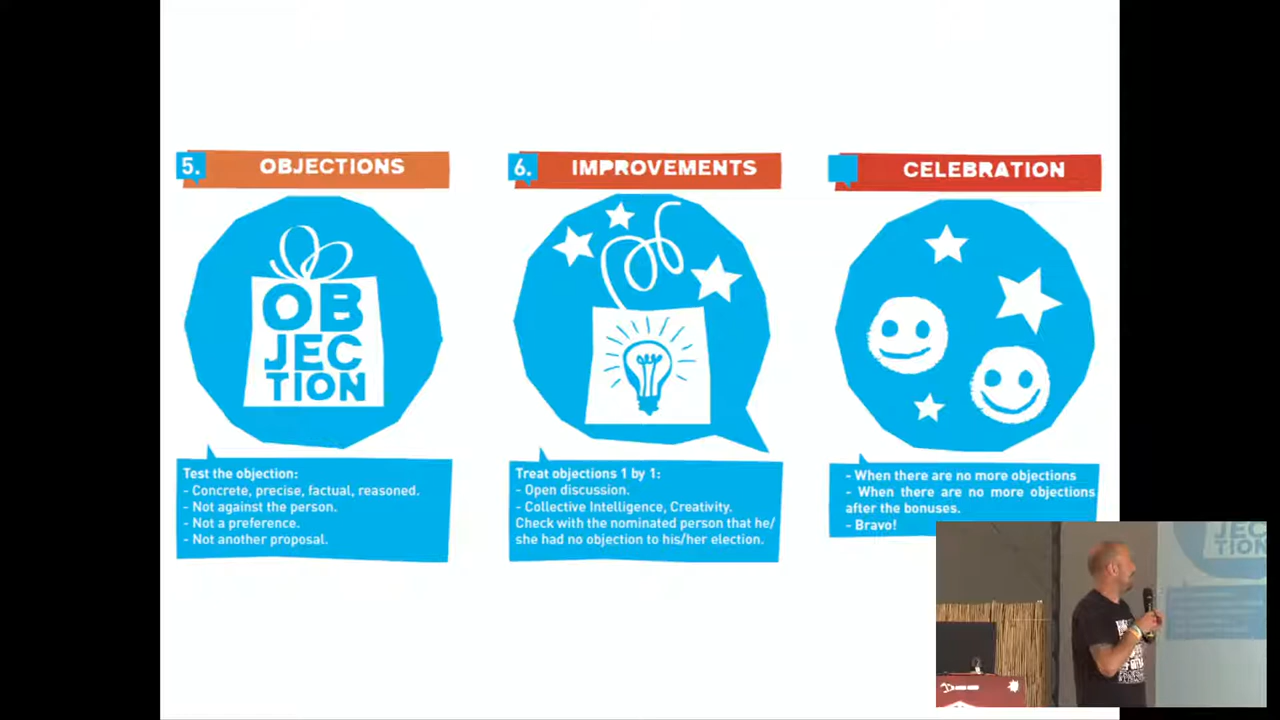 5. OBJECTIONS
OB
JEC
TION
Test the objection:
- Concrete, precise, factual, reasoned.
- Not against the person.
- Not a preference.
- Not another proposal.
6. IMPROVEMENTS
Treat objections 1 by 1:
- Open discussion.
- Collective Intelligence, Creativity.
Check with the nominated person that he/
she had no objection to his/her election.
CELEBRATION
- When there are no more objections
- When there are no more objections
after the bonuses.
- Bravo!
JEC
TION